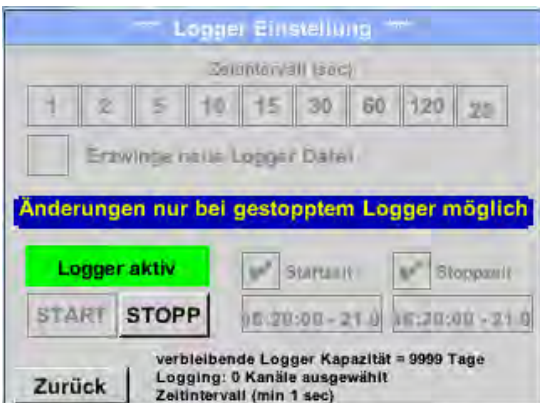 *** Logger Einstellung ***
Zeitintervall (sec)
1 2 5 10 15 30 60 120 20
Erzwinge neue Logger Datei
Änderungen nur bei gestopptem Logger möglich
Logger aktiv Startzeit Stoppzeit
START STOPP
verbleibende Logger Kapazität = 9999 Tage
Logging: 0 Kanäle ausgewählt
Zeitintervall (min 1 sec)
Zurück